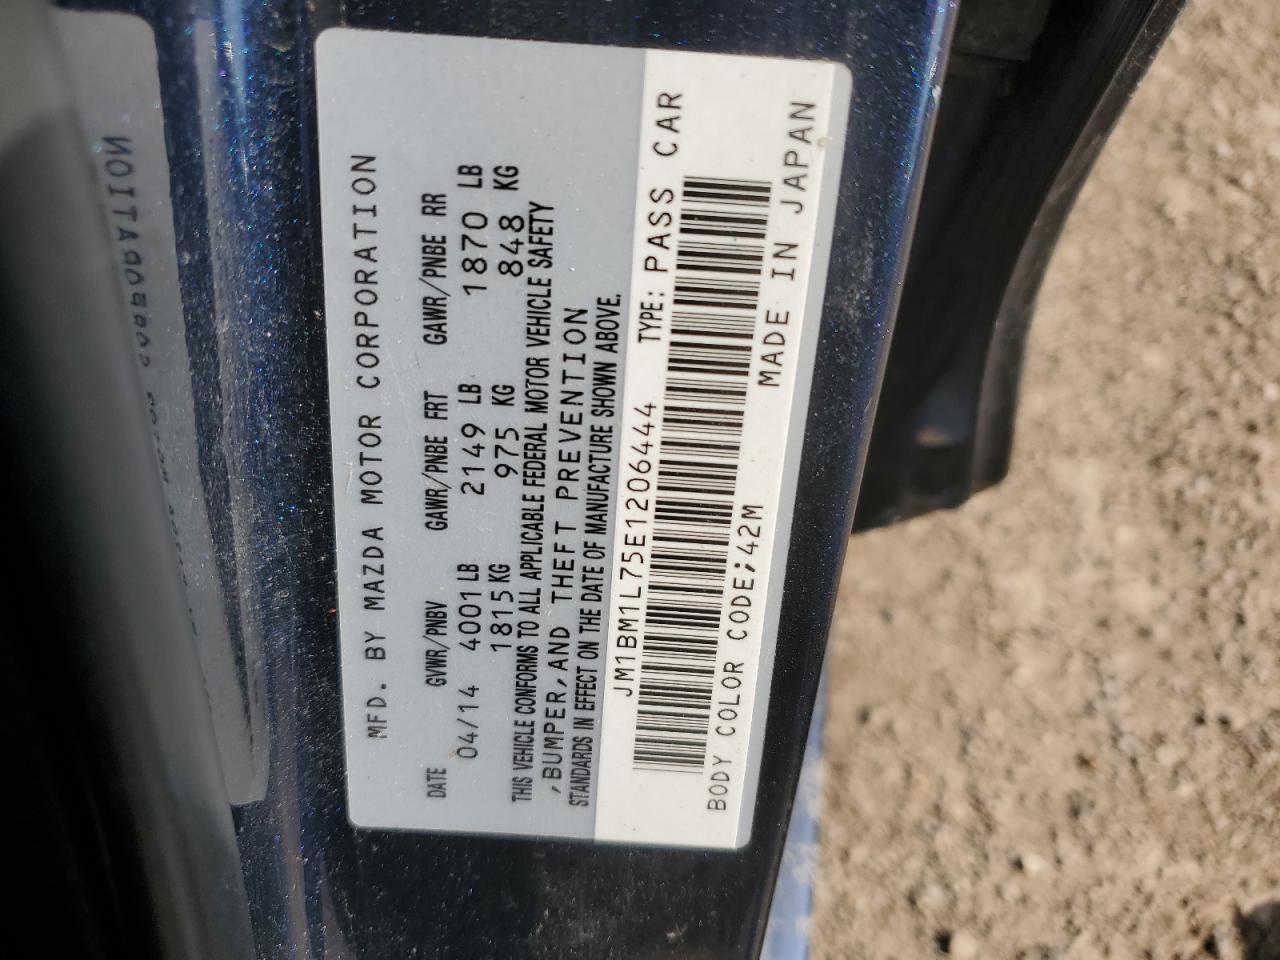 MFD. BY MAZDA MOTOR CORPORATION
DATE GVWR/PNBV GAWR/PNBE FRT GAWR/PNBE RR
04/14 4001 LB 2149 LB 1870 LB
1815 KG 975 KG 848 KG
THIS VEHICLE CONFORMS TO ALL APPLICABLE FEDERAL MOTOR VEHICLE SAFETY
,BUMPER,AND THEFT PREVENTION
STANDARDS IN EFFECT ON THE DATE OF MANUFACTURE SHOWN ABOVE.
JM1BM1L75E1206444 TYPE: PASS CAR
BODY COLOR CODE;42M MADE IN JAPAN